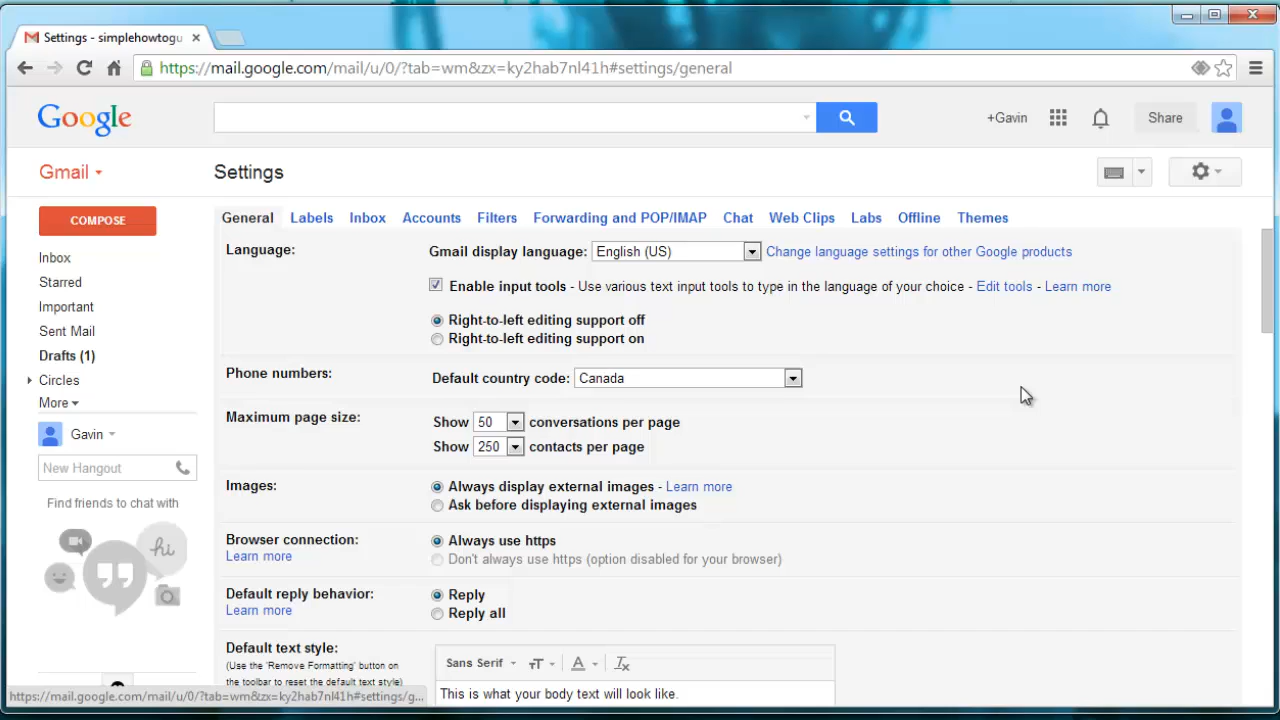 Settings - simplehowtogu
https://mail.google.com/mail/u/0/?tab=wm&zx=ky2hab7nl41h#settings/general
Google
+Gavin
Share
Gmail
Settings
COMPOSE
General Labels Inbox Accounts Filters Forwarding and POP/IMAP Chat Web Clips Labs Offline Themes
Inbox
Starred
Important
Sent Mail
Drafts (1)
Circles
More
Gavin
New Hangout
Find friends to chat with
hi
Language: Gmail display language: English (US) Change language settings for other Google products
Enable input tools - Use various text input tools to type in the language of your choice - Edit tools - Learn more
Right-to-left editing support off
Right-to-left editing support on
Phone numbers: Default country code: Canada
Maximum page size: Show 50 conversations per page
Show 250 contacts per page
Images: Always display external images - Learn more
Ask before displaying external images
Browser connection: Always use https
Learn more Don't always use https (option disabled for your browser)
Default reply behavior: Reply
Learn more Reply all
Default text style:
(Use the 'Remove Formatting' button on
the toolbar to reset the default text style)
Sans Serif
This is what your body text will look like.
https://mail.google.com/mail/u/0/?tab=wm&zx=ky2hab7nl41h#settings/g...